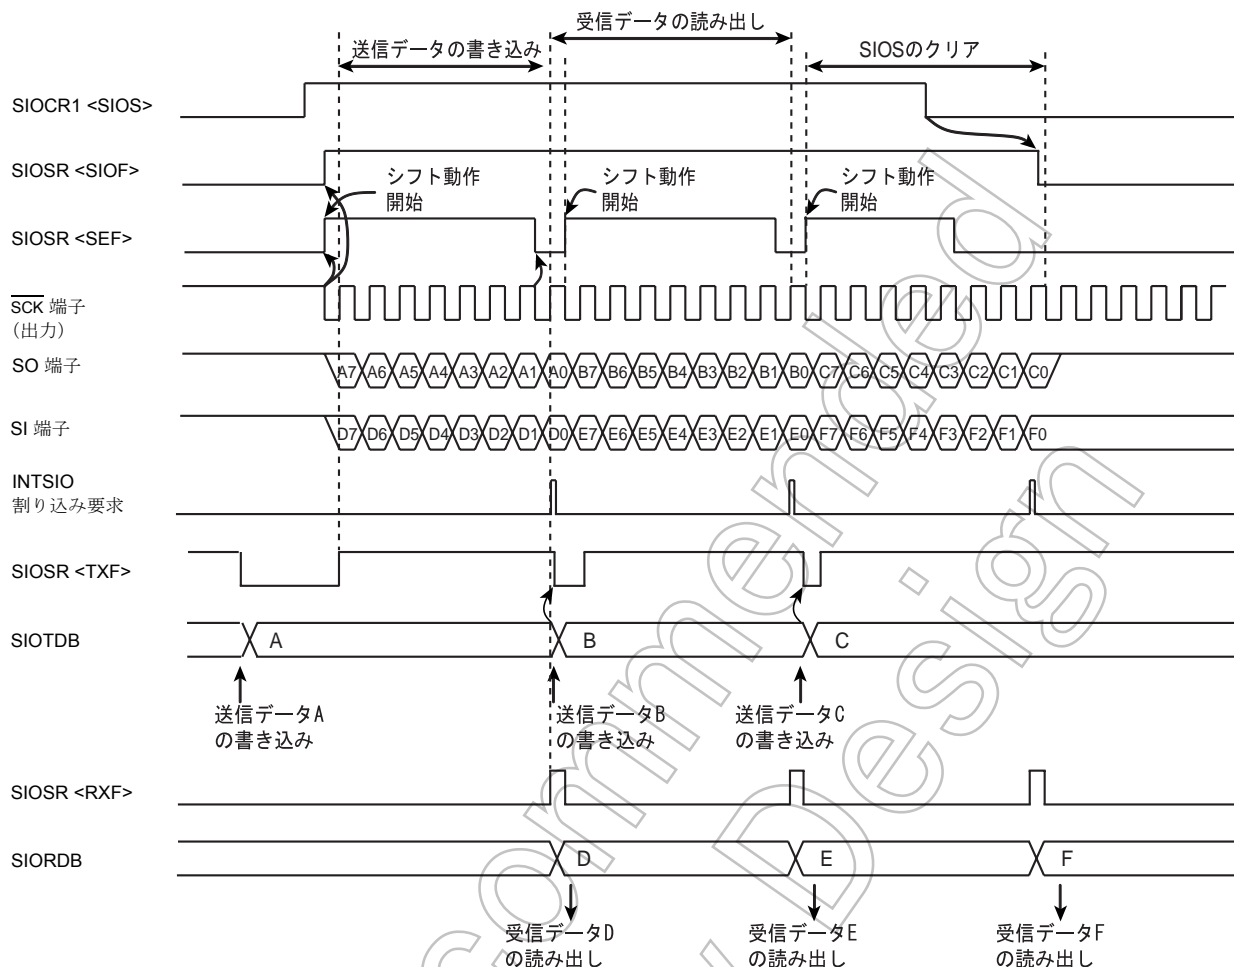 受信データの読み出し
送信データの書き込み
SIOSのクリア
SIOCR1 <SIOS>
SIOSR <SIOF>
シフト動作
開始
シフト動作
開始
シフト動作
開始
SIOSR <SEF>
SCK 端子
(出力)
SO 端子
A7 A6 A5 A4 A3 A2 A1 A0 B7 B6 B5 B4 B3 B2 B1 B0 C7 C6 C5 C4 C3 C2 C1 C0
SI 端子
D7 D6 D5 D4 D3 D2 D1 D0 E7 E6 E5 E4 E3 E2 E1 E0 F7 F6 F5 F4 F3 F2 F1 F0
INTSIO
割り込み要求
SIOSR <TXF>
SIOTDB
A
B
C
送信データA
の書き込み
送信データB
の書き込み
送信データC
の書き込み
SIOSR <RXF>
SIORDB
D
E
F
受信データD
の読み出し
受信データE
の読み出し
受信データF
の読み出し
ommended
Design